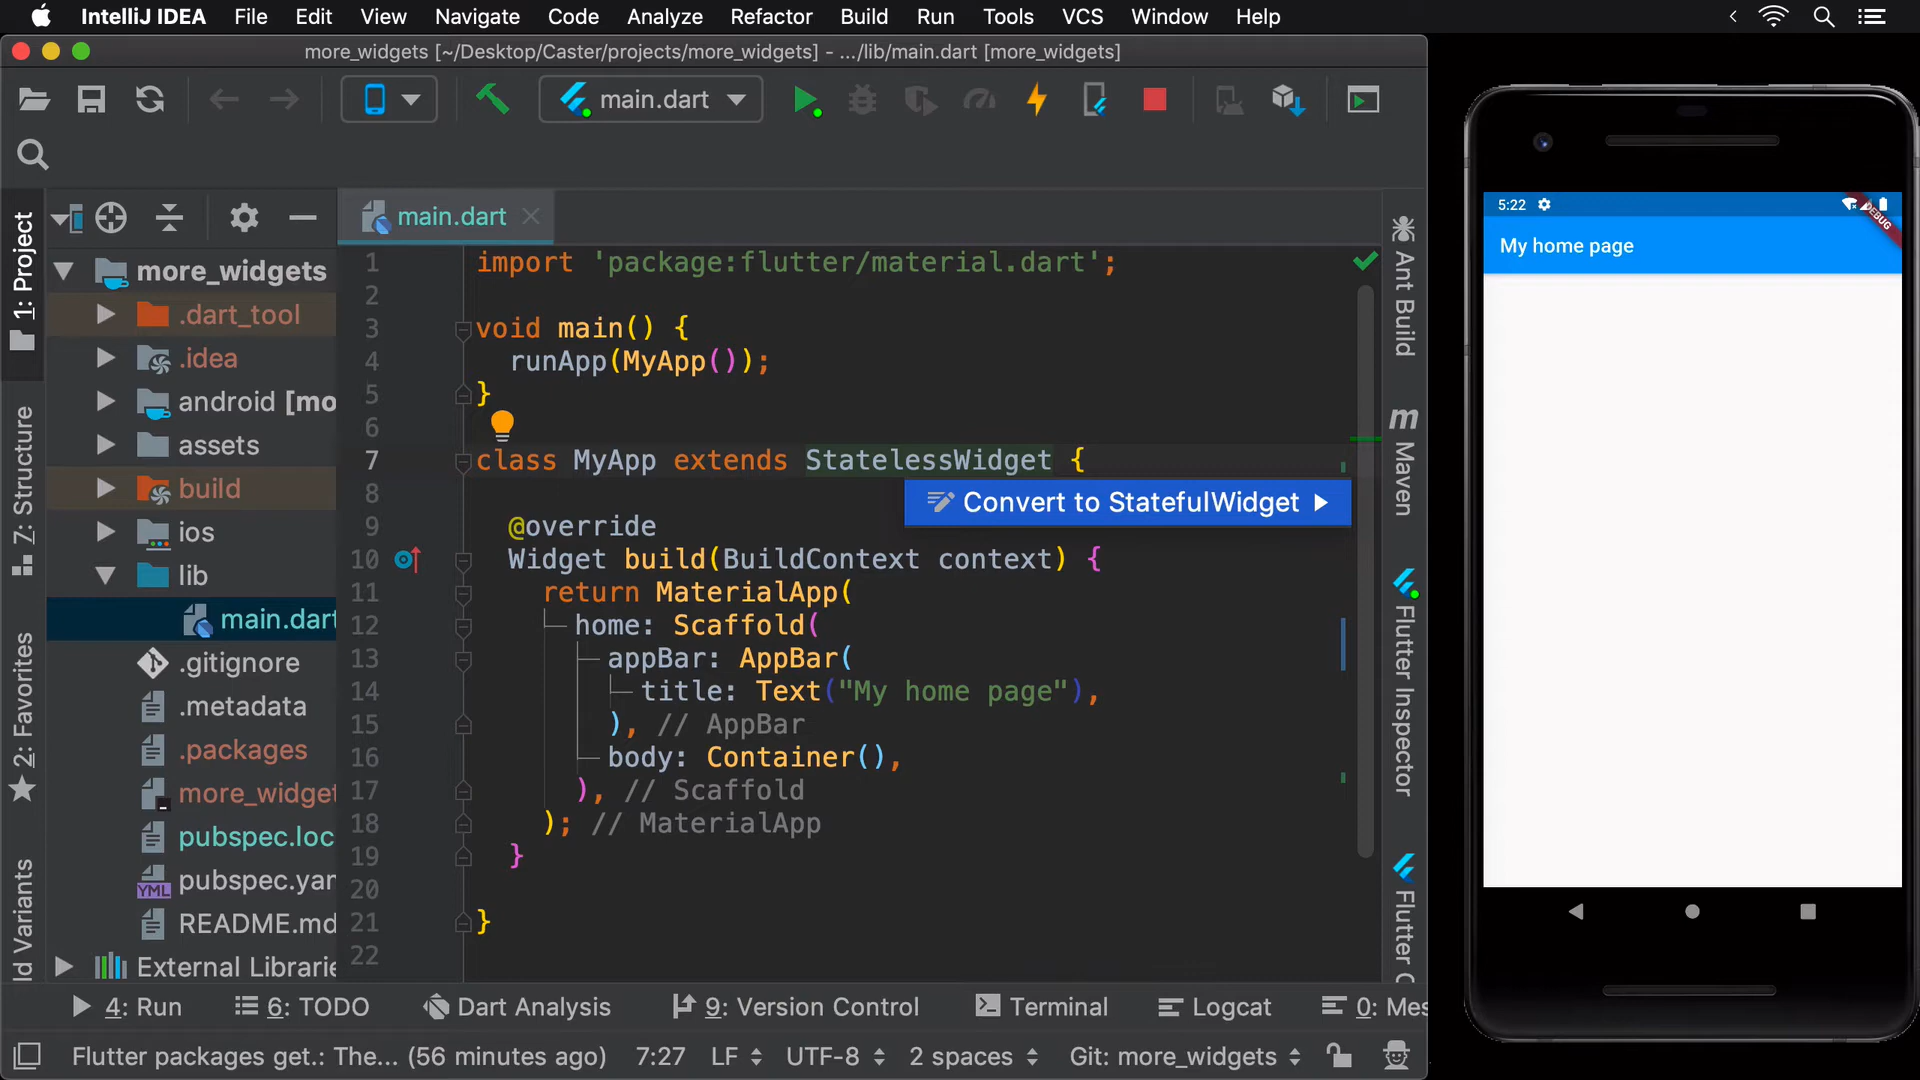 IntelliJ IDEA File Edit View Navigate Code Analyze Refactor Build Run Tools VCS Window Help
more_widgets [~/Desktop/Caster/projects/more_widgets] - .../lib/main.dart [more_widgets]
main.dart
1: Project
7: Structure
2: Favorites
ld Variants
more_widgets
.dart_tool
.idea
android [mo
assets
build
ios
lib
main.dart
.gitignore
.metadata
.packages
more_widget
pubspec.loc
pubspec.yam
YML
README.md
External Librarie
main.dart
1 import 'package:flutter/material.dart';
2
3 void main() {
4 runApp(MyApp());
5 }
6
7 class MyApp extends StatelessWidget {
8
Convert to StatefulWidget
9 @override
10 Widget build(BuildContext context) {
11 return MaterialApp(
12 home: Scaffold(
13 appBar: AppBar(
14 title: Text("My home page"),
15 ), // AppBar
16 body: Container(),
17 ), // Scaffold
18 ); // MaterialApp
19 }
20
21 }
22
Ant Build
m
Maven
Flutter Inspector
Flutter O
4: Run 6: TODO Dart Analysis 9: Version Control Terminal Logcat 0: Mes
Flutter packages get.: The... (56 minutes ago) 7:27 LF UTF-8 2 spaces Git: more_widgets
5:22
DEBUG
My home page